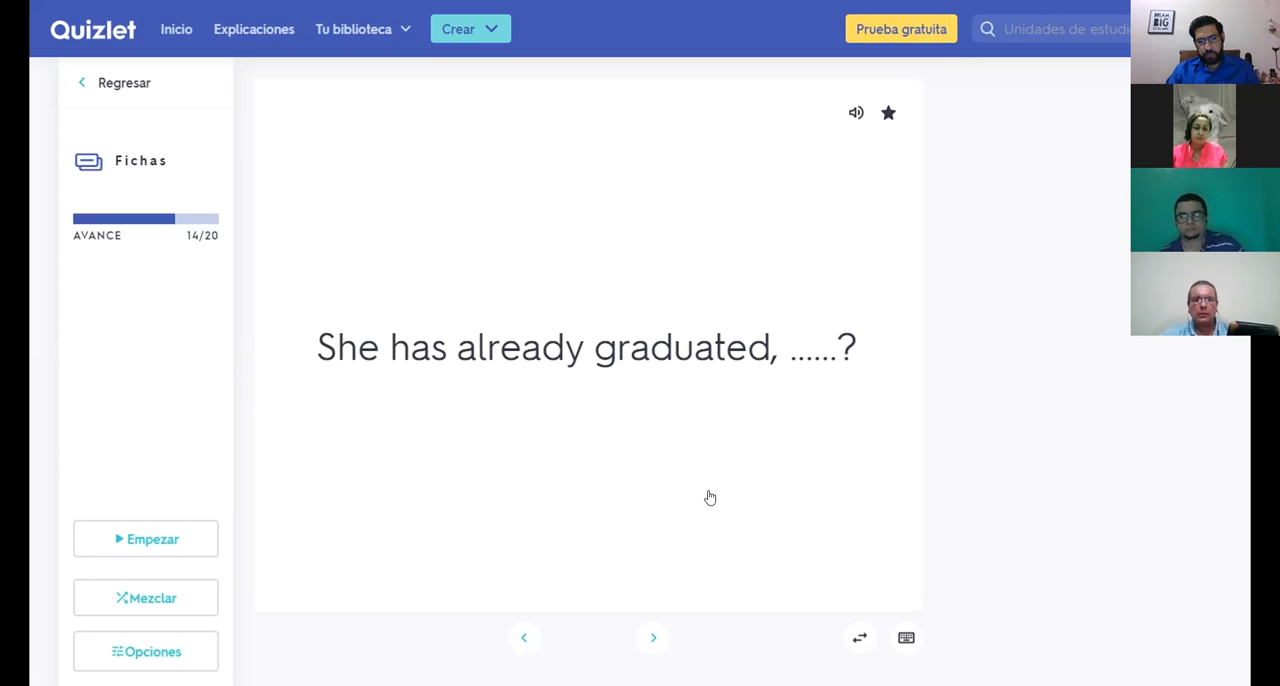 Quizlet Inicio Explicaciones Tu biblioteca Crear Prueba gratuita Unidades de estudi
BIG
Regresar
Fichas
AVANCE 14/20
She has already graduated, ......?
Empezar
Mezclar
Opciones